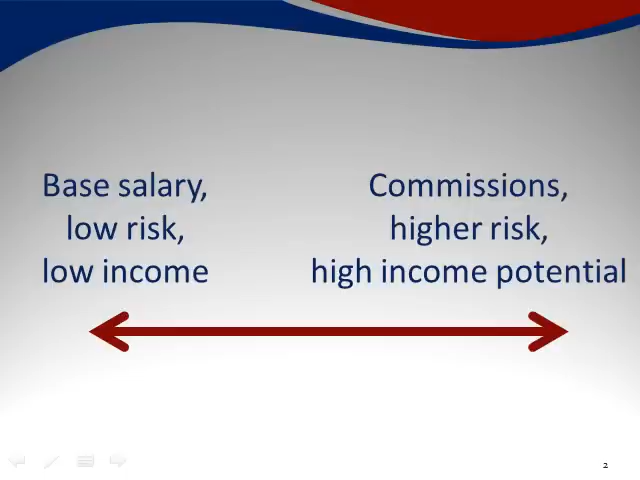 Base salary,
low risk,
low income
Commissions,
higher risk,
high income potential
2